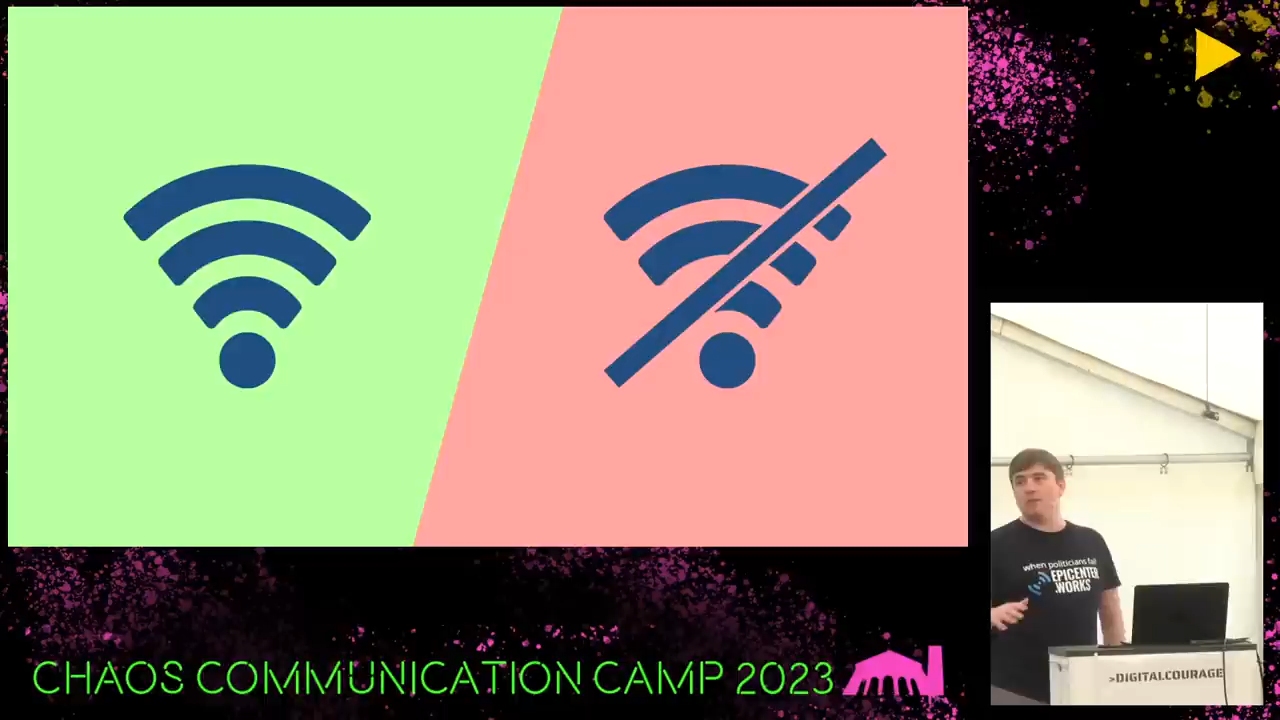 when politicians fail
EPICENTER
.WORKS
>DIGITALCOURAGE
CHAOS COMMUNICATION CAMP 2023